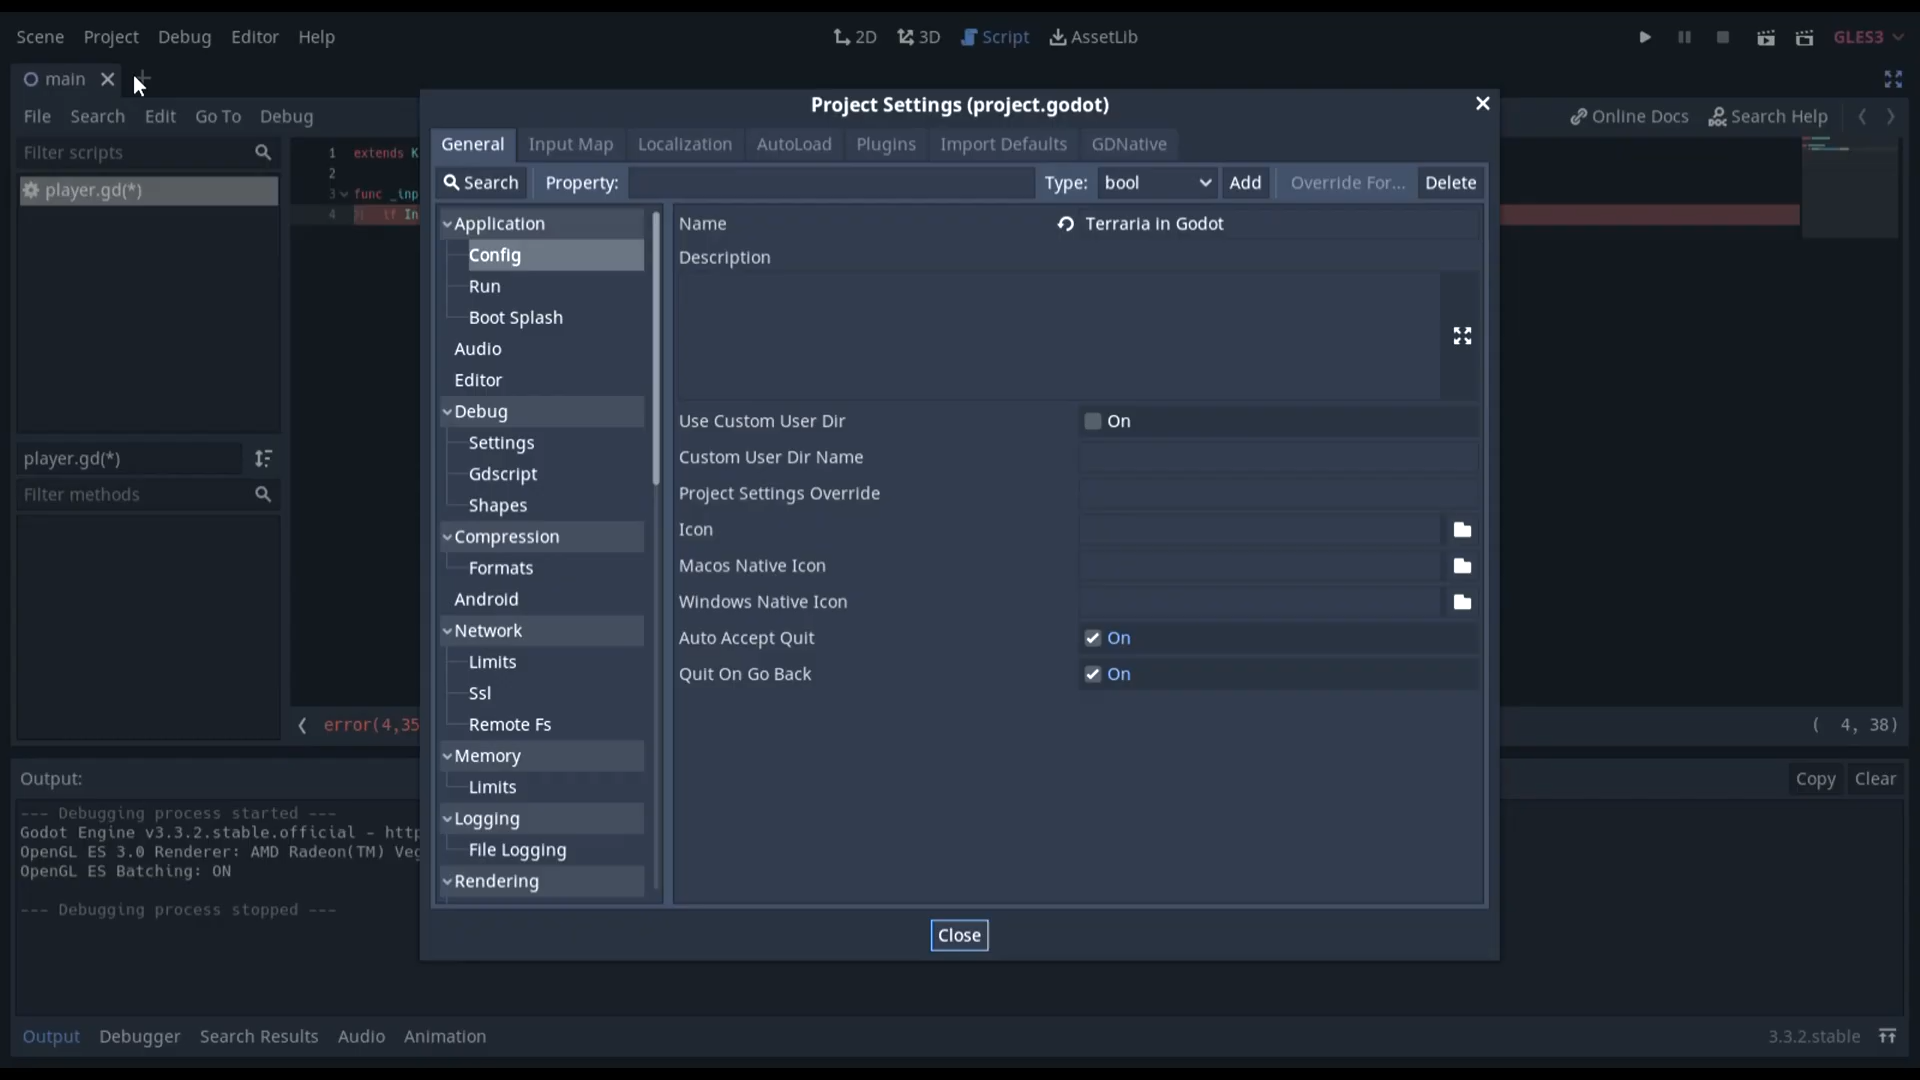 Scene Project Debug Editor Help 2D 3D Script AssetLib GLES3
main
File Search Edit Go To Debug Online Docs Search Help
Project Settings (project.godot)
General Input Map Localization AutoLoad Plugins Import Defaults GDNative
Search Property: Type: bool Add Override For... Delete
Filter scripts
player.gd(*)
player.gd(*)
Filter methods
1 extends K
2
3 func _inp
4 if In
error(4,35
( 4, 38)
Application
Config
Run
Boot Splash
Audio
Editor
Debug
Settings
Gdscript
Shapes
Compression
Formats
Android
Network
Limits
Ssl
Remote Fs
Memory
Limits
Logging
File Logging
Rendering
Name Terraria in Godot
Description
Use Custom User Dir On
Custom User Dir Name
Project Settings Override
Icon
Macos Native Icon
Windows Native Icon
Auto Accept Quit On
Quit On Go Back On
Close
Output: Copy Clear
--- Debugging process started ---
Godot Engine v3.3.2.stable.official - http
OpenGL ES 3.0 Renderer: AMD Radeon(TM) Veg
OpenGL ES Batching: ON
--- Debugging process stopped ---
Output Debugger Search Results Audio Animation 3.3.2.stable